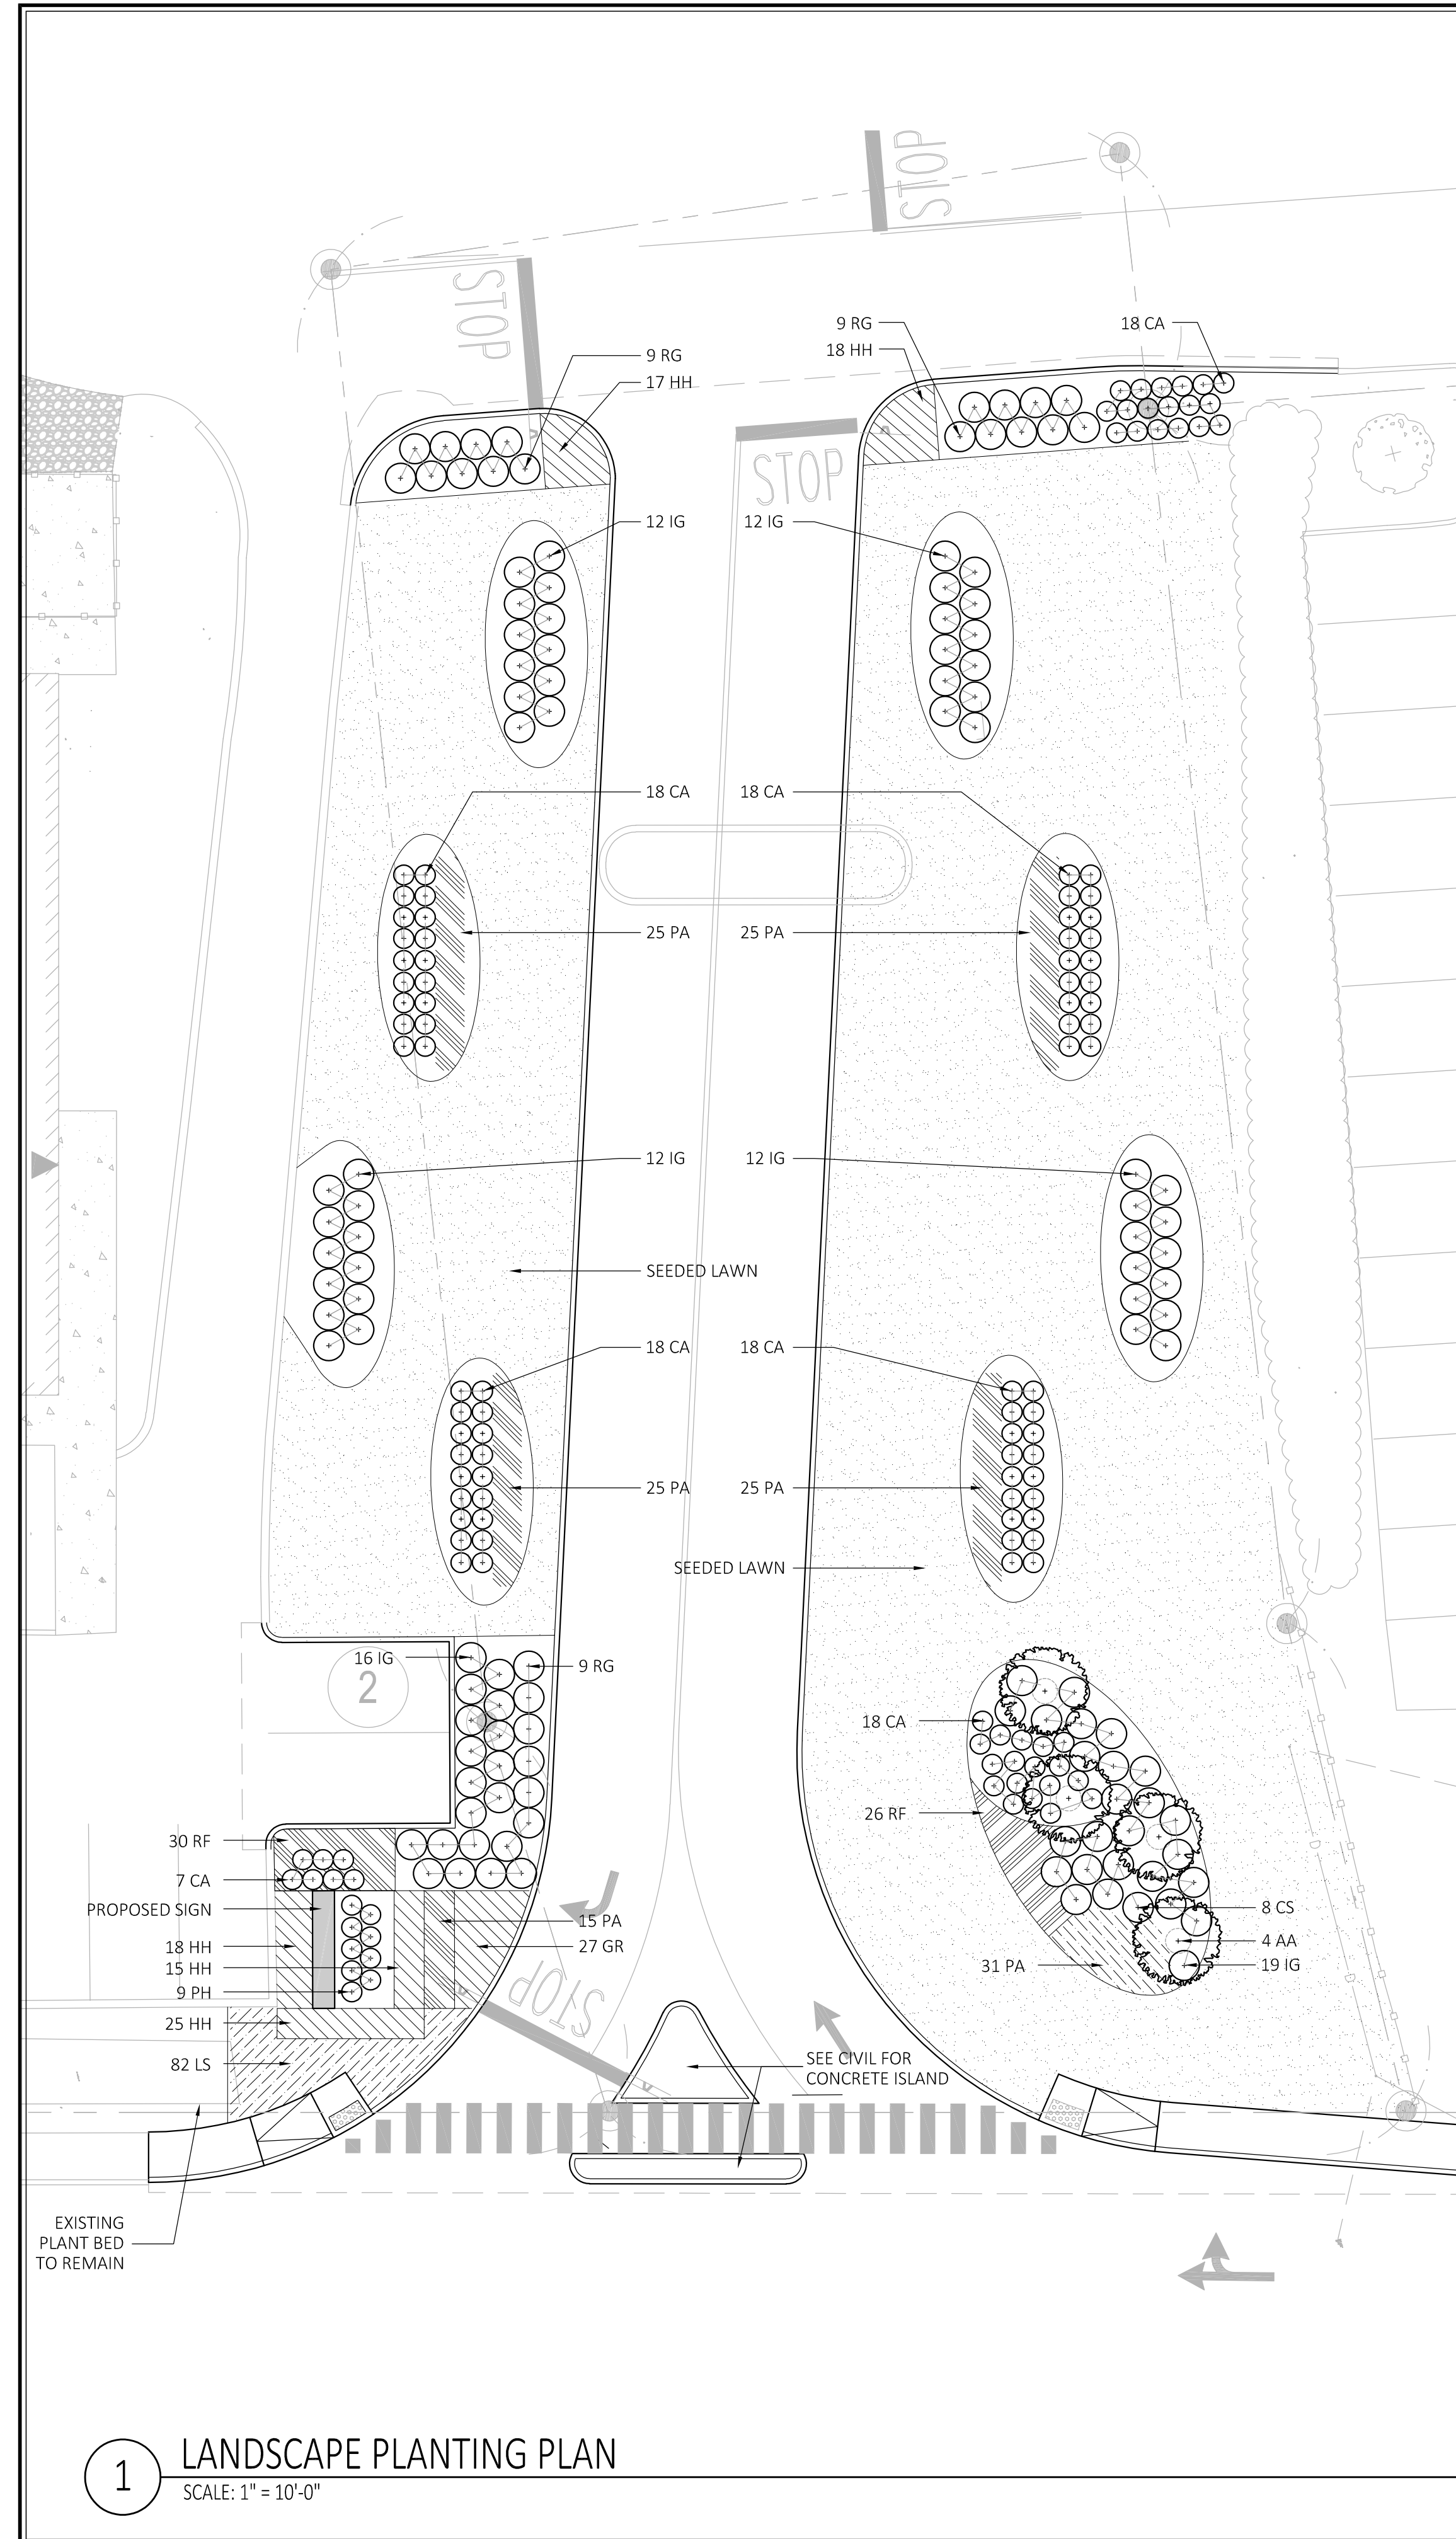 STOP
STOP
9 RG
17 HH
9 RG
18 HH
18 CA
STOP
12 IG
12 IG
18 CA
18 CA
25 PA
25 PA
12 IG
12 IG
SEEDED LAWN
18 CA
18 CA
25 PA
25 PA
SEEDED LAWN
16 IG
2
9 RG
18 CA
26 RF
30 RF
7 CA
PROPOSED SIGN
18 HH
15 HH
9 PH
25 HH
82 LS
15 PA
27 GR
STOP
8 CS
4 AA
19 IG
31 PA
SEE CIVIL FOR
CONCRETE ISLAND
EXISTING
PLANT BED
TO REMAIN
1
LANDSCAPE PLANTING PLAN
SCALE: 1" = 10'-0"